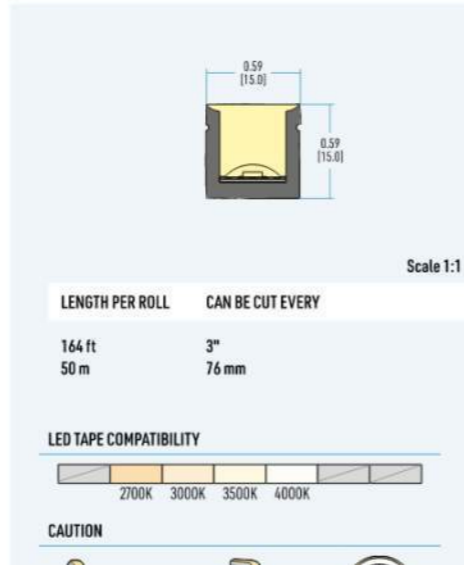 0.59
[15.0]
0.59
[15.0]
Scale 1:1
LENGTH PER ROLL CAN BE CUT EVERY
164 ft 3"
50 m 76 mm
LED TAPE COMPATIBILITY
2700K 3000K 3500K 4000K
CAUTION